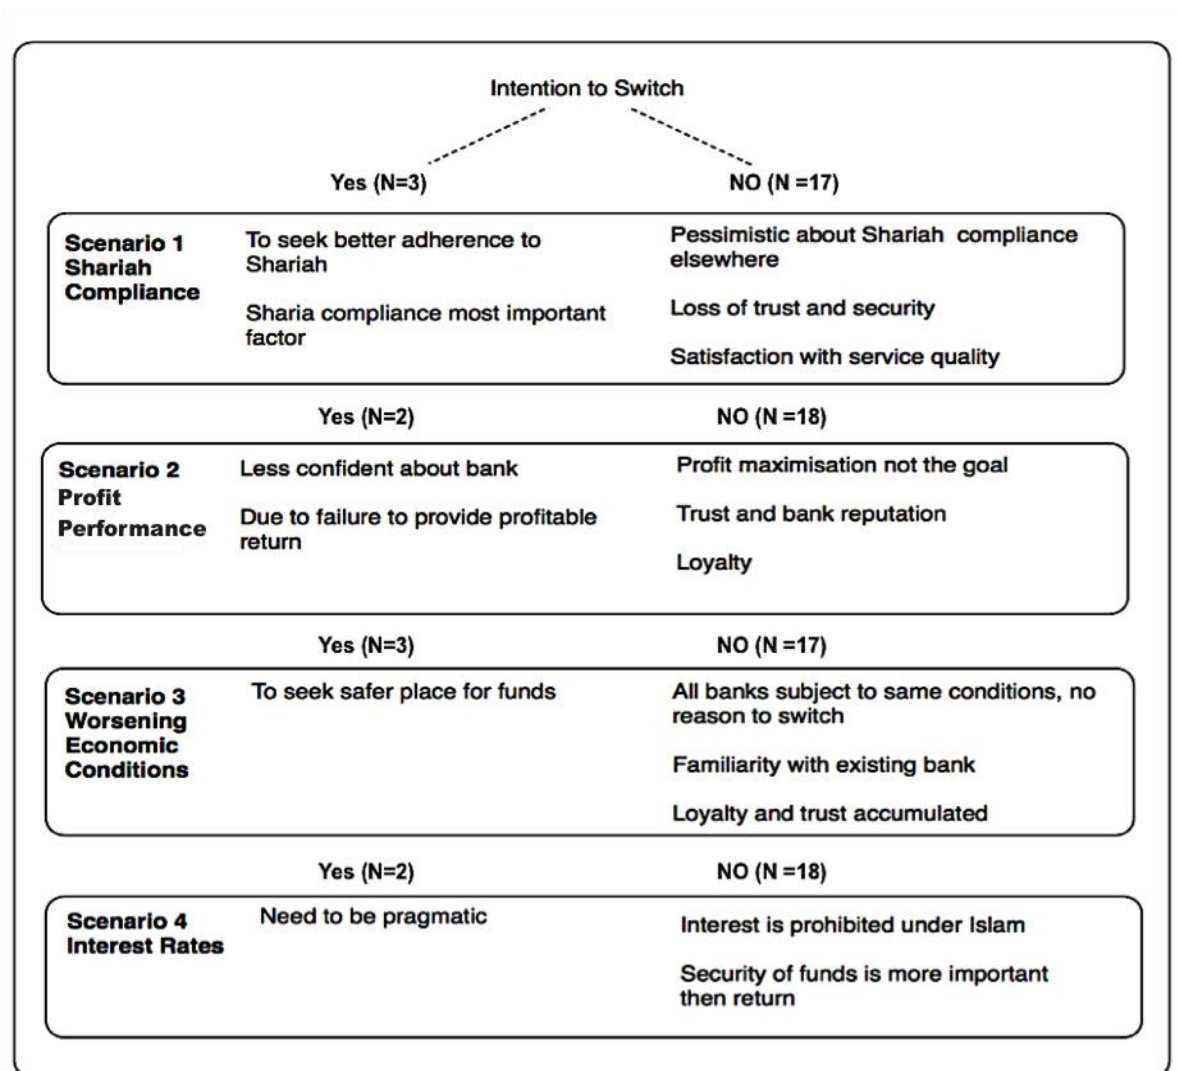 Intention to Switch
Yes (N=3)
NO (N =17)
Scenario 1
Shariah
Compliance
To seek better adherence to
Shariah
Sharia compliance most important
factor
Pessimistic about Shariah compliance
elsewhere
Loss of trust and security
Satisfaction with service quality
Yes (N=2)
NO (N =18)
Scenario 2
Profit
Performance
Less confident about bank
Due to failure to provide profitable
return
Profit maximisation not the goal
Trust and bank reputation
Loyalty
Yes (N=3)
NO (N =17)
Scenario 3
Worsening
Economic
Conditions
To seek safer place for funds
All banks subject to same conditions, no
reason to switch
Familiarity with existing bank
Loyalty and trust accumulated
Yes (N=2)
NO (N =18)
Scenario 4
Interest Rates
Need to be pragmatic
Interest is prohibited under Islam
Security of funds is more important
then return